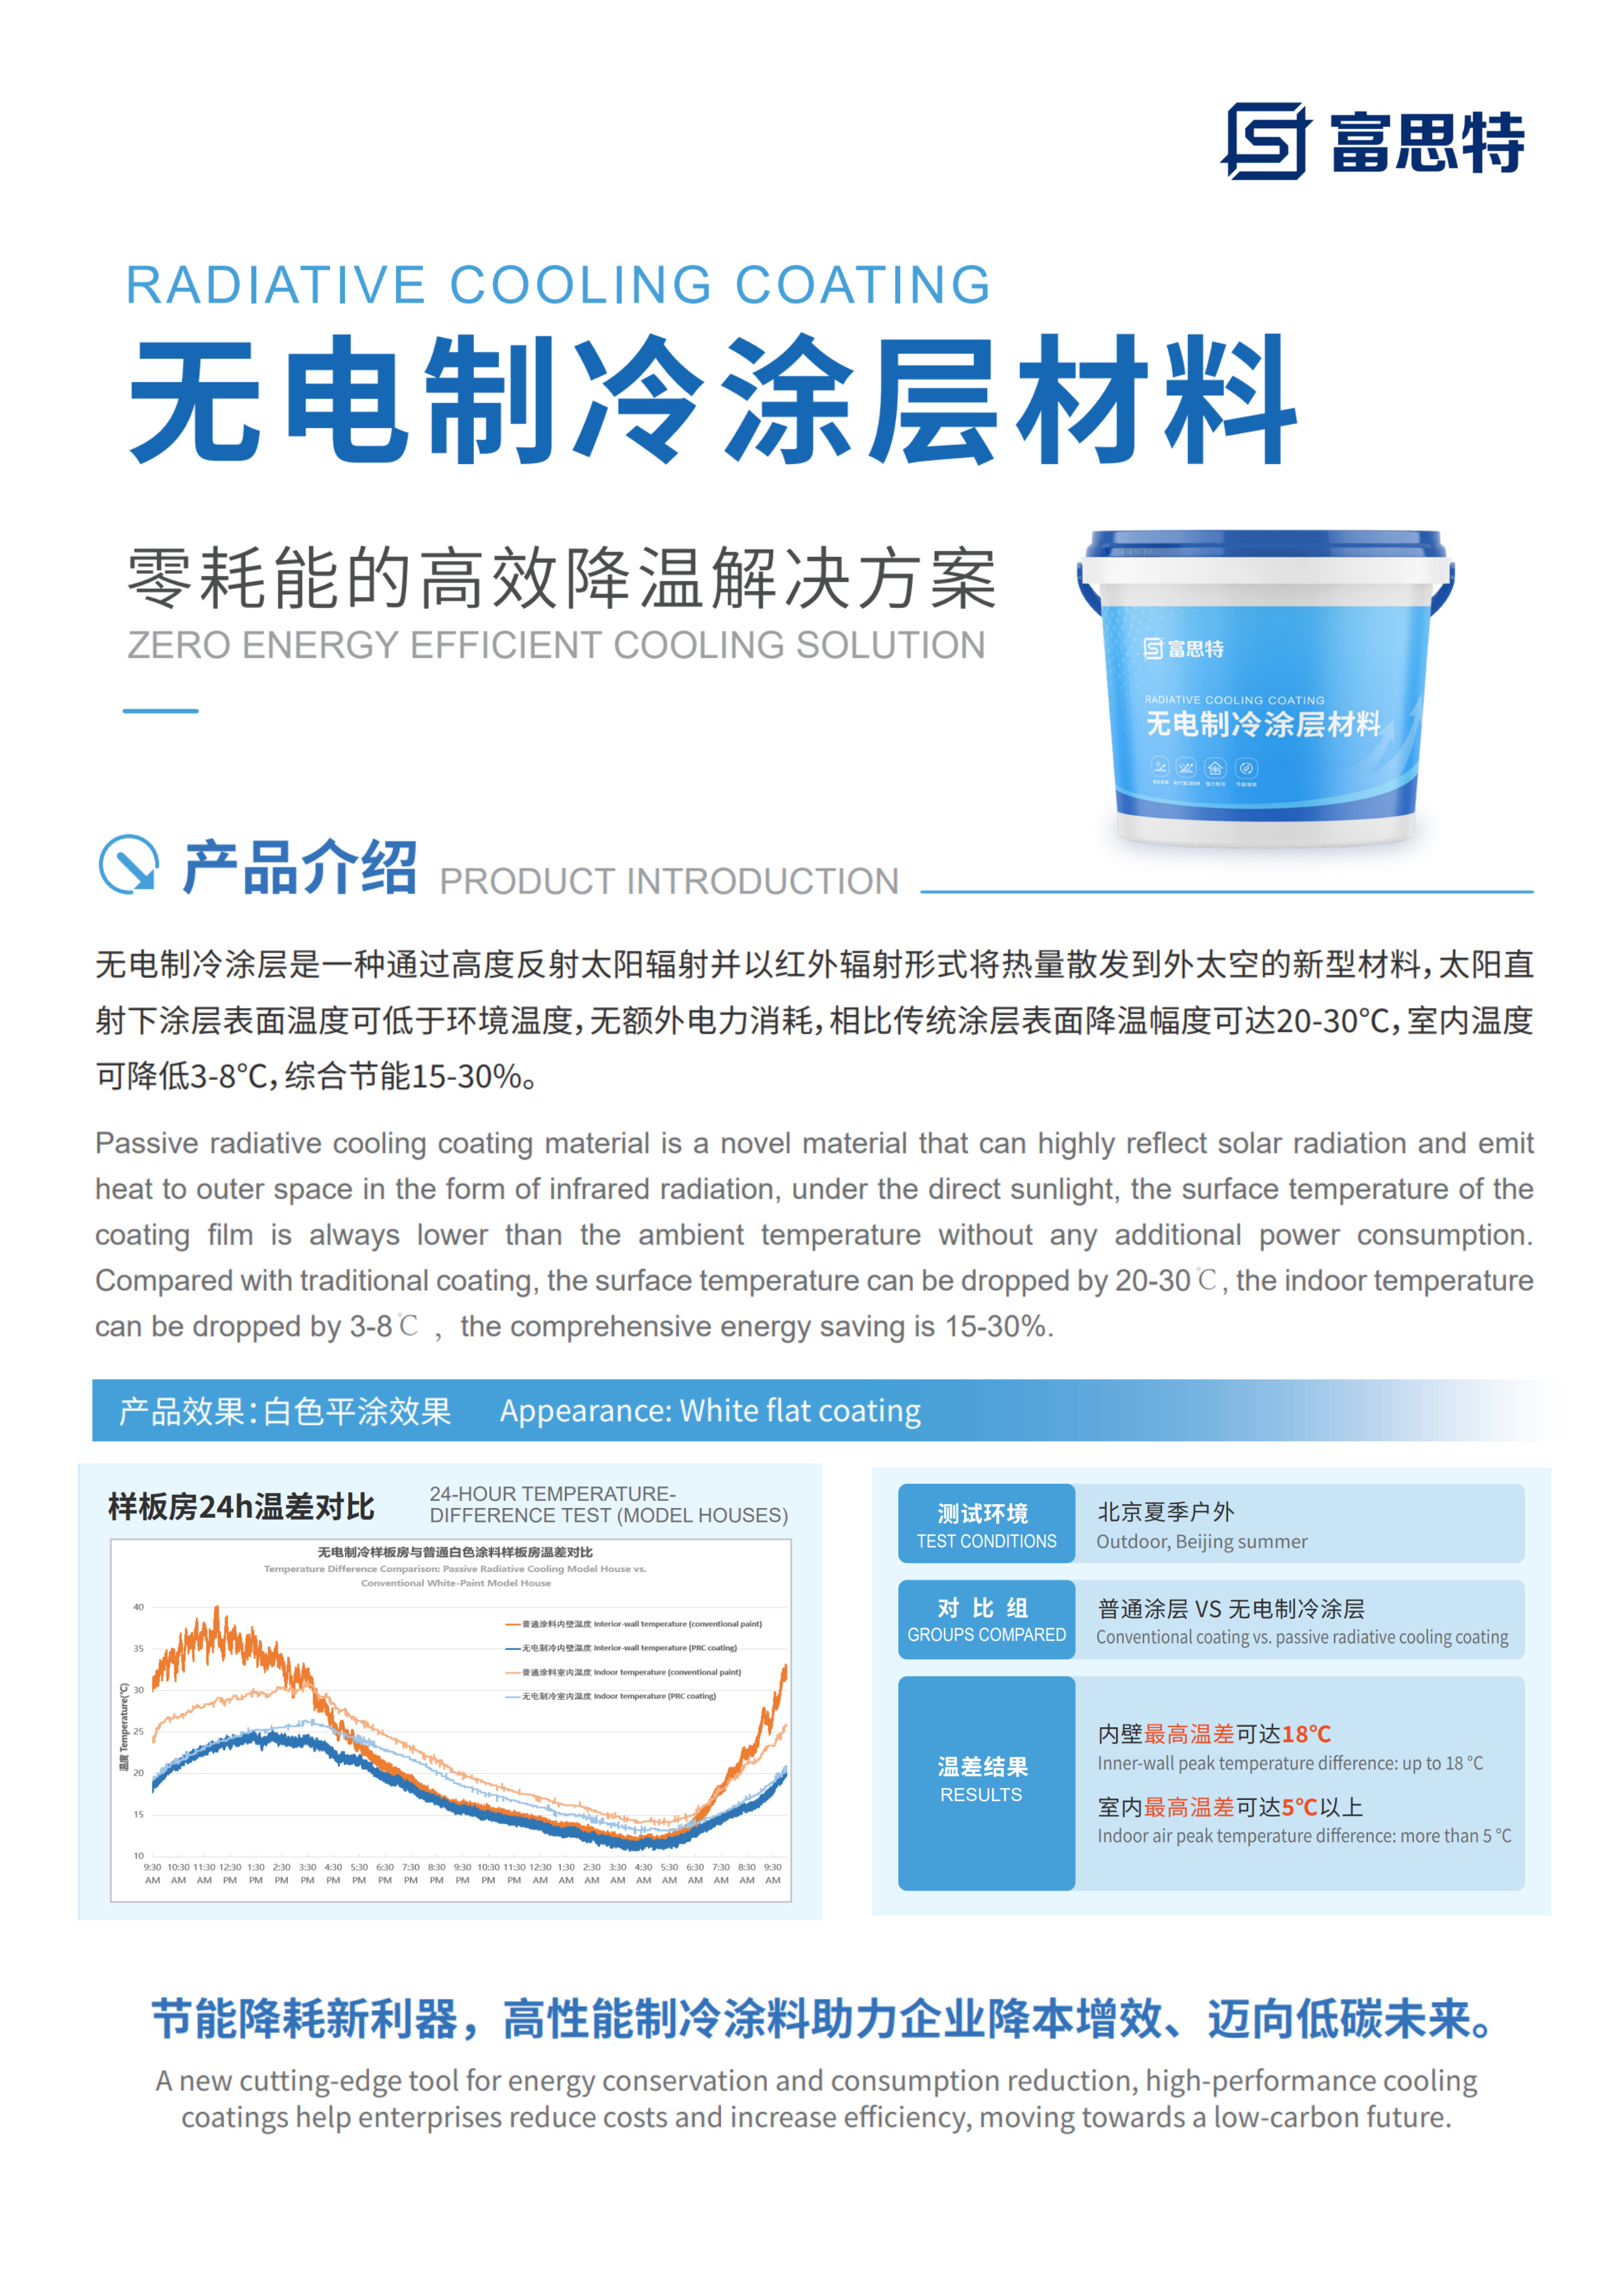 富思特
RADIATIVE COOLING COATING
无电制冷涂层材料
零耗能的高效降温解决方案
ZERO ENERGY EFFICIENT COOLING SOLUTION
富思特
RADIATIVE COOLING COATING
无电制冷涂层材料
产品介绍 PRODUCT INTRODUCTION
无电制冷涂层是一种通过高度反射太阳辐射并以红外辐射形式将热量散发到外太空的新型材料，太阳直
射下涂层表面温度可低于环境温度，无额外电力消耗，相比传统涂层表面降温幅度可达20-30℃，室内温度
可降低3-8℃，综合节能15-30%。
Passive radiative cooling coating material is a novel material that can highly reflect solar radiation and emit
heat to outer space in the form of infrared radiation, under the direct sunlight, the surface temperature of the
coating film is always lower than the ambient temperature without any additional power consumption.
Compared with traditional coating, the surface temperature can be dropped by 20-30℃, the indoor temperature
can be dropped by 3-8℃ ，the comprehensive energy saving is 15-30%.
产品效果：白色平涂效果 Appearance: White flat coating
样板房24h温差对比
24-HOUR TEMPERATURE-
DIFFERENCE TEST (MODEL HOUSES)
无电制冷样板房与普通白色涂料样板房温差对比
Temperature Difference Comparison: Passive Radiative Cooling Model House vs.
Conventional White-Paint Model House
普通涂料内壁温度 Interior-wall temperature (conventional paint)
无电制冷内壁温度 Interior-wall temperature (PRC coating)
普通涂料室内温度 Indoor temperature (conventional paint)
无电制冷室内温度 Indoor temperature (PRC coating)
温度 Temperature(℃)
40
35
30
25
20
15
10
9:30 10:30 11:30 12:30 1:30 2:30 3:30 4:30 5:30 6:30 7:30 8:30 9:30 10:30 11:30 12:30 1:30 2:30 3:30 4:30 5:30 6:30 7:30 8:30 9:30
AM AM AM PM PM PM PM PM PM PM PM PM PM PM PM AM AM AM AM AM AM AM AM AM AM
测试环境
TEST CONDITIONS
北京夏季户外
Outdoor, Beijing summer
对比组
GROUPS COMPARED
普通涂层 VS 无电制冷涂层
Conventional coating vs. passive radiative cooling coating
温差结果
RESULTS
内壁最高温差可达18℃
Inner-wall peak temperature difference: up to 18 °C
室内最高温差可达5℃以上
Indoor air peak temperature difference: more than 5 °C
节能降耗新利器，高性能制冷涂料助力企业降本增效、迈向低碳未来。
A new cutting-edge tool for energy conservation and consumption reduction, high-performance cooling
coatings help enterprises reduce costs and increase efficiency, moving towards a low-carbon future.